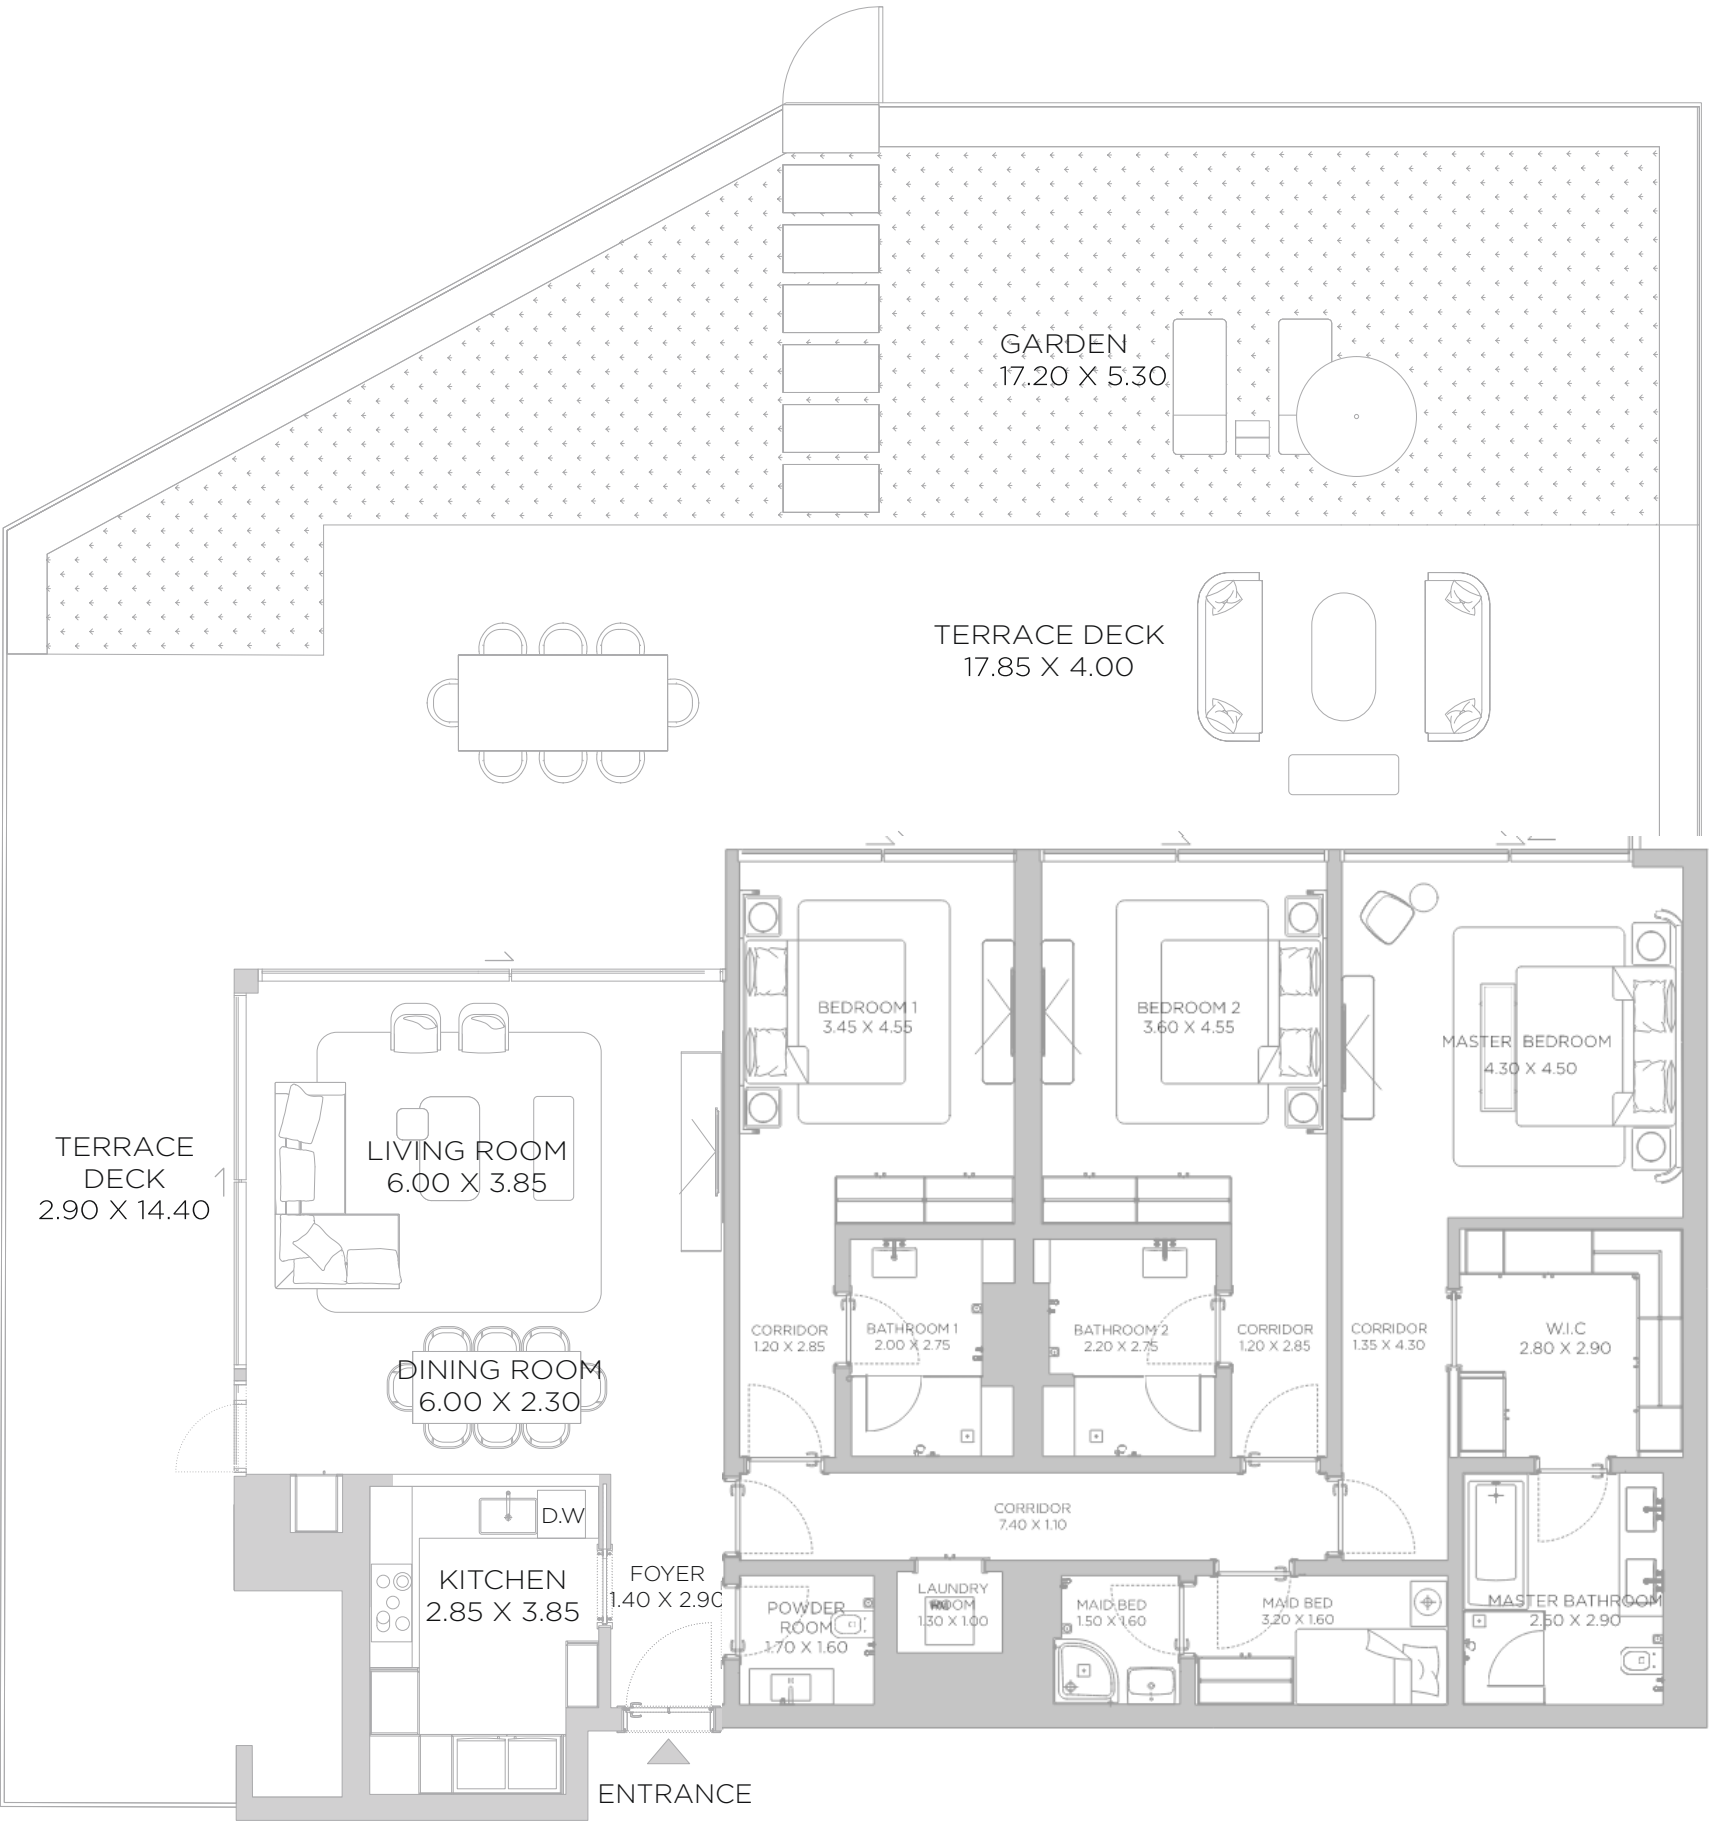 GARDEN
17.20 X 5.30
TERRACE DECK
17.85 X 4.00
BEDROOM 1
3.45 X 4.55
BEDROOM 2
3.60 X 4.55
MASTER BEDROOM
4.30 X 4.50
TERRACE
DECK
2.90 X 14.40
LIVING ROOM
6.00 X 3.85
CORRIDOR
1.20 X 2.85
BATHROOM 1
2.00 X 2.75
BATHROOM 2
2.20 X 2.75
CORRIDOR
1.20 X 2.85
CORRIDOR
1.35 X 4.30
W.I.C
2.80 X 2.90
DINING ROOM
6.00 X 2.30
CORRIDOR
7.40 X 1.10
D.W
KITCHEN
2.85 X 3.85
FOYER
1.40 X 2.90
POWDER
ROOM
1.70 X 1.60
LAUNDRY
ROOM
1.30 X 1.00
MAID BED
1.50 X 1.60
MAID BED
3.20 X 1.60
MASTER BATHROOM
2.50 X 2.90
ENTRANCE